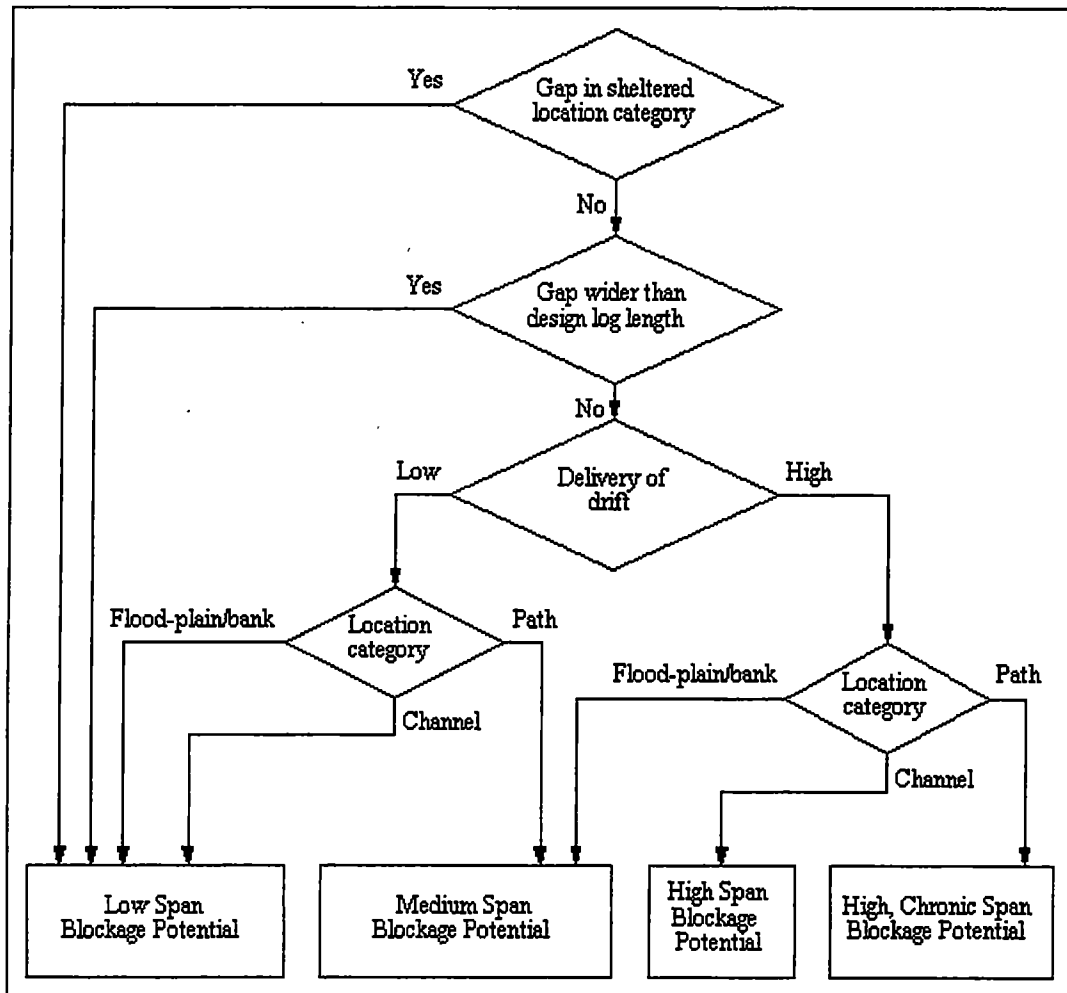 Yes
Gap in sheltered
location category
No
Yes
Gap wider than
design log length
No
Low
Delivery of
drift
High
Flood-plain/bank
Location
category
Path
Channel
Flood-plain/bank
Location
category
Path
Channel
Low Span
Blockage Potential
Medium Span
Blockage Potential
High Span
Blockage
Potential
High, Chronic Span
Blockage Potential